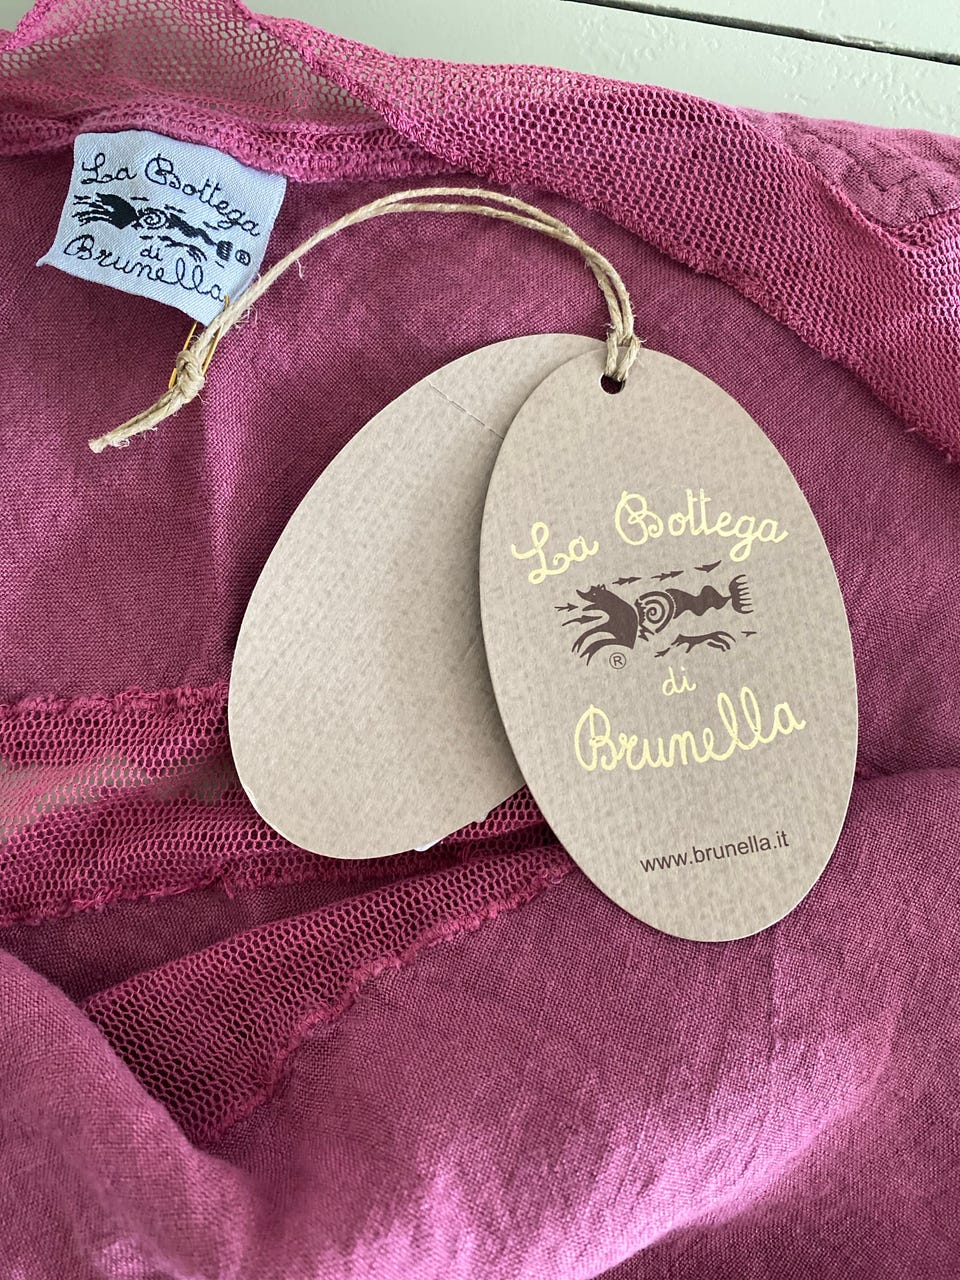 La Bottega
®
di
Brunella
La Bottega
®
di
Brunella
www.brunella.it